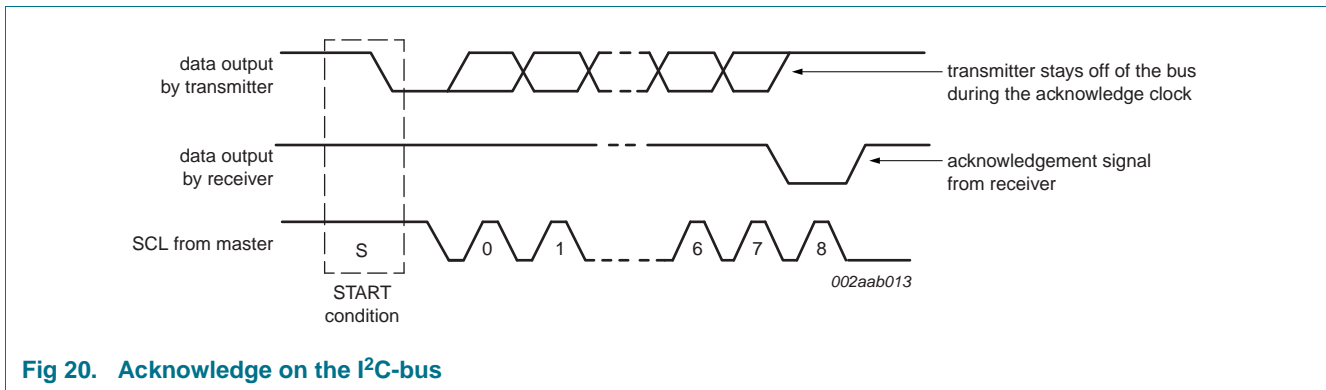 data output
by transmitter
transmitter stays off of the bus
during the acknowledge clock
data output
by receiver
acknowledgement signal
from receiver
SCL from master
S
0
1
6
7
8
002aab013
START
condition
Fig 20. Acknowledge on the I²C-bus